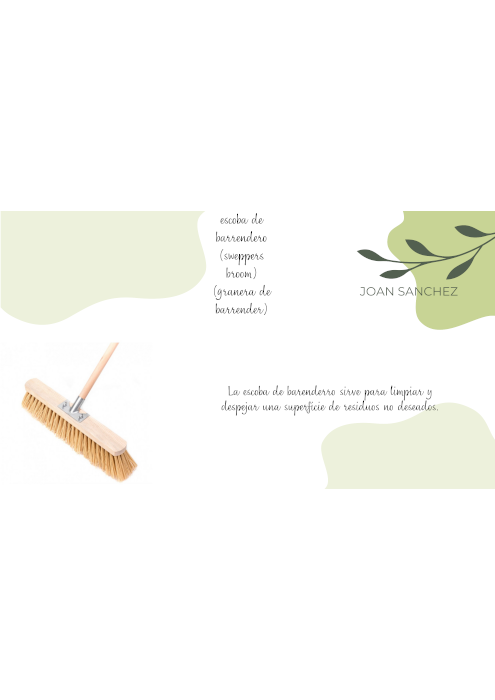 escoba de
barrendero
(sweppers
broom)
(granera de
barrender)
JOAN SANCHEZ
La escoba de barenderro sirve para limpiar y
despejar una superficie de residuos no deseados.